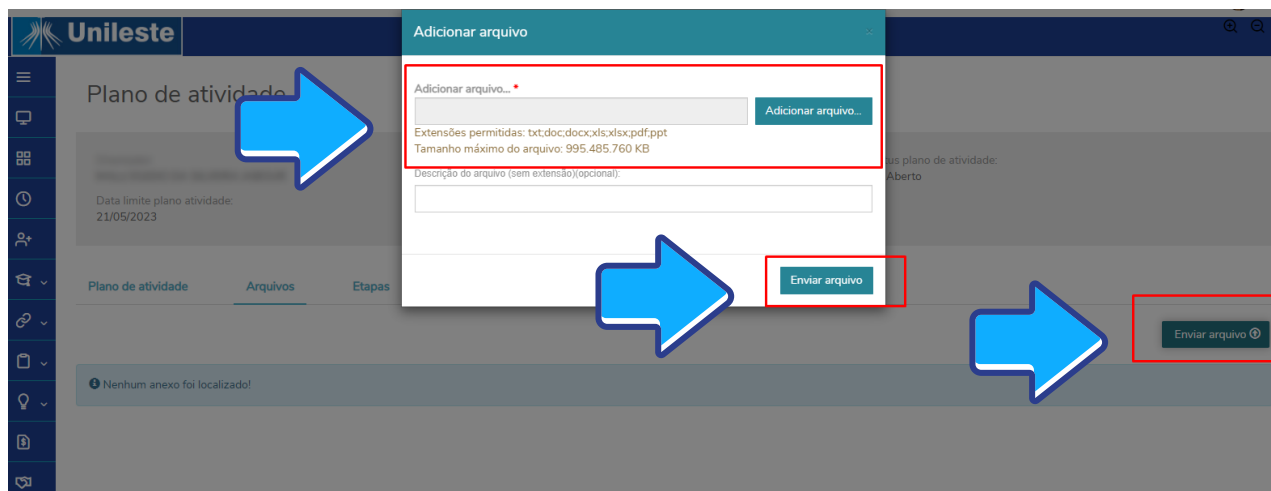 Unileste
Adicionar arquivo
Plano de atividade
Adicionar arquivo... *
Adicionar arquivo...
Extensões permitidas: txt;doc;docx;xls;xlsx;pdf;ppt
Tamanho máximo do arquivo: 995.485.760 KB
Descrição do arquivo (sem extensão)(opcional):
plano de atividade:
Aberto
Data limite plano atividade:
21/05/2023
Enviar arquivo
Plano de atividade
Arquivos
Etapas
Enviar arquivo
Nenhum anexo foi localizado!